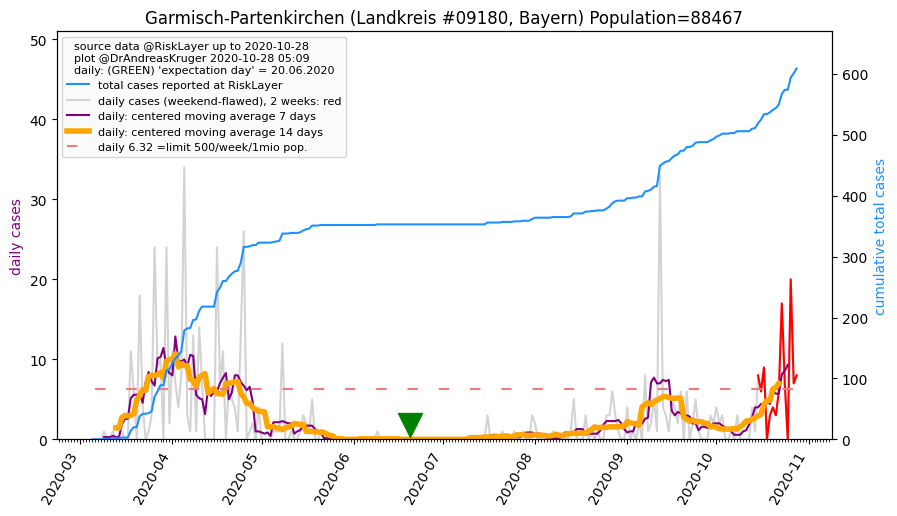 Garmisch-Partenkirchen (Landkreis #09180, Bayern) Population=88467
source data @RiskLayer up to 2020-10-28
plot @DrAndreasKruger 2020-10-28 05:09
daily: (GREEN) 'expectation day' = 20.06.2020
total cases reported at RiskLayer
daily cases (weekend-flawed), 2 weeks: red
daily: centered moving average 7 days
daily: centered moving average 14 days
daily 6.32 =limit 500/week/1mio pop.
daily cases
50
40
30
20
10
0
cumulative total cases
600
500
400
300
200
100
0
2020-03
2020-04
2020-05
2020-06
2020-07
2020-08
2020-09
2020-10
2020-11